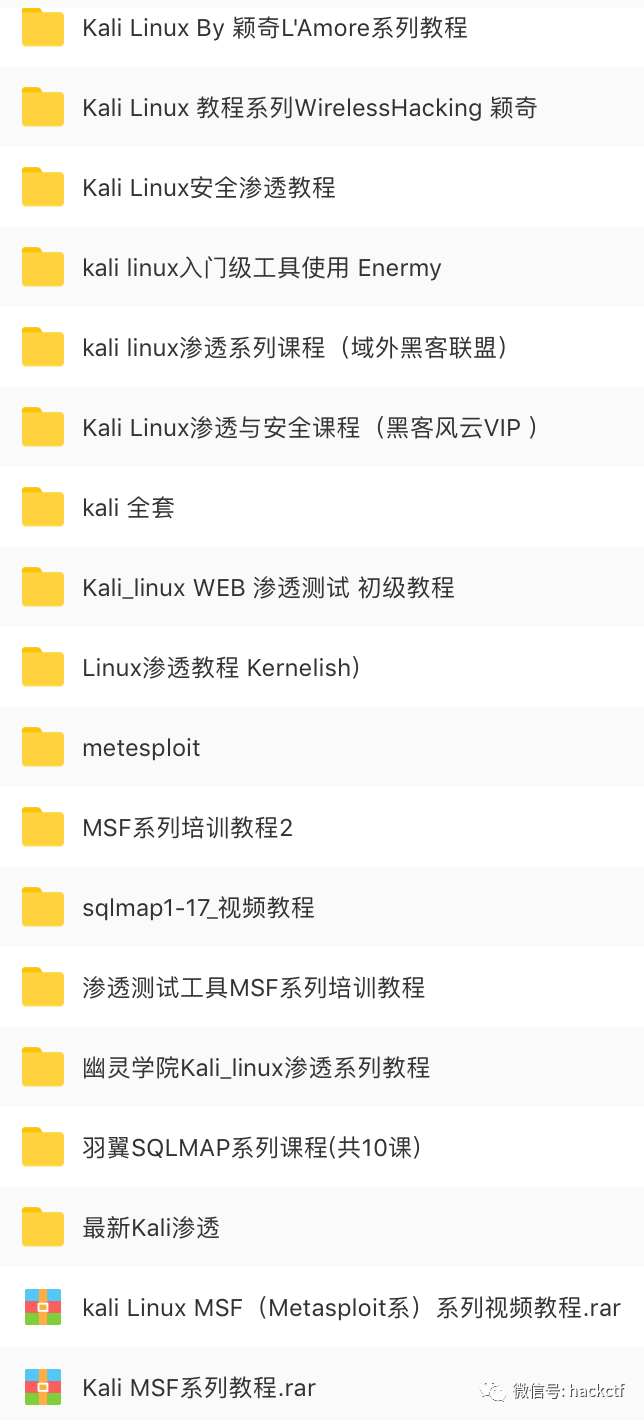 Kali Linux By 颖奇L'Amore系列教程
Kali Linux 教程系列WirelessHacking 颖奇
Kali Linux安全渗透教程
kali linux入门级工具使用 Enermy
kali linux渗透系列课程（域外黑客联盟）
Kali Linux渗透与安全课程（黑客风云VIP ）
kali 全套
Kali_linux WEB 渗透测试 初级教程
Linux渗透教程 Kernelish）
metesploit
MSF系列培训教程2
sqlmap1-17_视频教程
渗透测试工具MSF系列培训教程
幽灵学院Kali_linux渗透系列教程
羽翼SQLMAP系列课程(共10课)
最新Kali渗透
kali Linux MSF（Metasploit系）系列视频教程.rar
Kali MSF系列教程.rar
微信号: hackctf